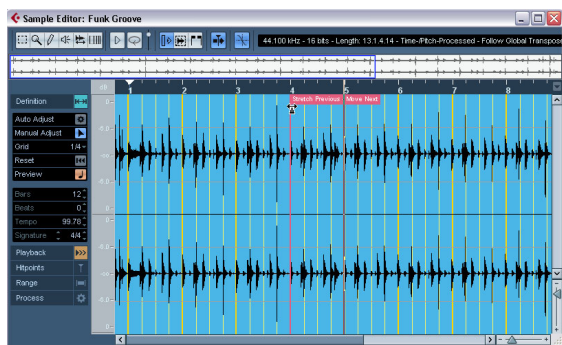 Sample Editor: Funk Groove
44.100 kHz - 16 bits - Length: 13.1.4.14 - Time-/Pitch-Processed - Follow Global Transpose
dB 1 2 3 4 5 6 7 8
Stretch Previous Move Next
Definition
Auto Adjust
Manual Adjust
Grid 1/4
Reset
Preview
Bars 12
Beats 0
Tempo 99.78
Signature 4/4
Playback
Hitpoints
Range
Process